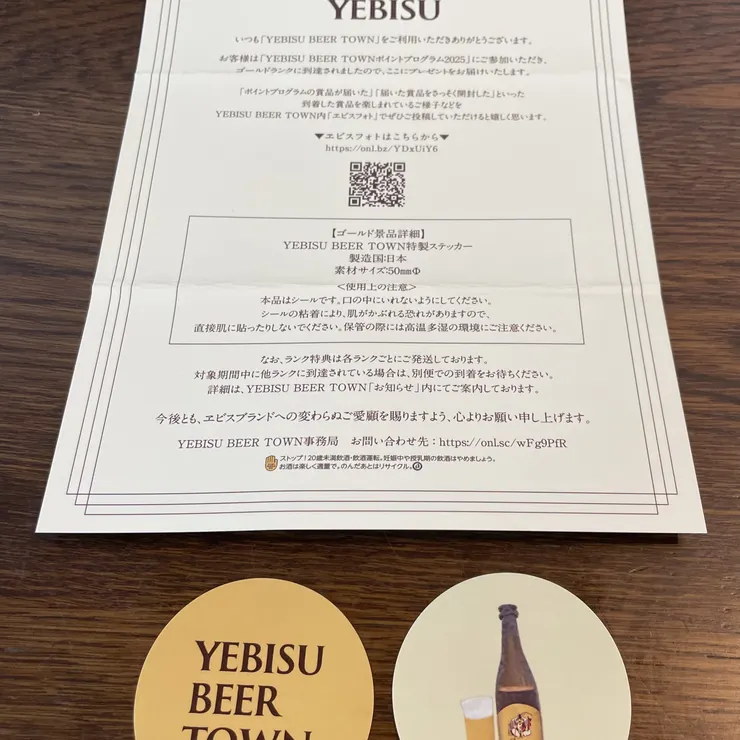 YEBISU
いつも「YEBISU BEER TOWN」をご利用いただきありがとうございます。
お客様は「YEBISU BEER TOWNポイントプログラム2025」にご参加いただき、
ゴールドランクに到達されましたので、ここにプレゼントをお届けいたします。
「ポイントプログラムの賞品が届いた」「届いた賞品をさっそく開封した」といった
到着した賞品を楽しまれているご様子などを
YEBISU BEER TOWN内「ヱビスフォト」でぜひご投稿していただけると嬉しく思います。
▼ヱビスフォトはこちらから▼
https://onl.bz/YDxUiY6
【ゴールド景品詳細】
YEBISU BEER TOWN特製ステッカー
製造国:日本
素材サイズ:50mmΦ
<使用上の注意>
本品はシールです。口の中にいれないようにしてください。
シールの粘着により、肌がかぶれる恐れがありますので、
直接肌に貼ったりしないでください。保管の際には高温多湿の環境にご注意ください。
なお、ランク特典は各ランクごとにご発送しております。
対象期間中に他ランクに到達されている場合は、別便での到着をお待ちください。
詳細は、YEBISU BEER TOWN「お知らせ」内にてご案内しております。
今後とも、ヱビスブランドへの変わらぬご愛顧を賜りますよう、心よりお願い申し上げます。
YEBISU BEER TOWN事務局 お問い合わせ先：https://onl.sc/wFg9PfR
ストップ!20歳未満飲酒・飲酒運転。妊娠中や授乳期の飲酒はやめましょう。
お酒は楽しく適量で。のんだあとはリサイクル。
YEBISU
BEER
TOWN